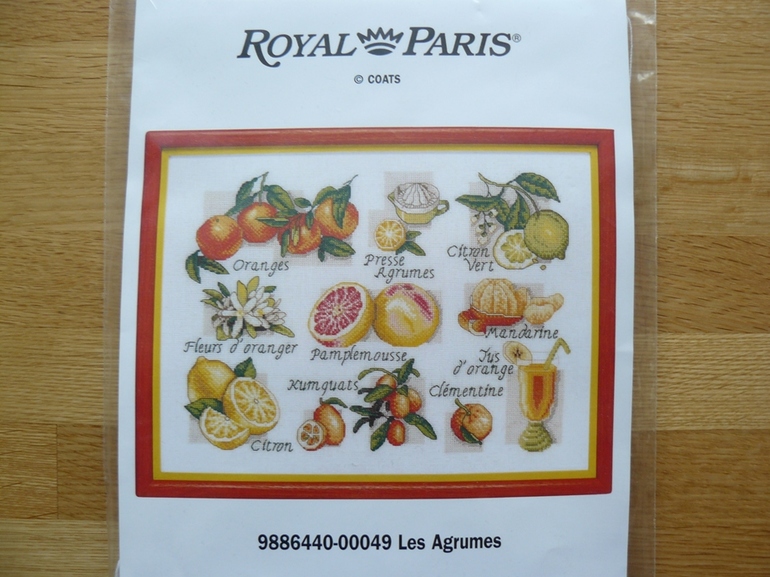 ROYAL PARIS®
© COATS
Oranges
Presse
Agrumes
Citron
Vert
Fleurs d'oranger
Pamplemousse
Mandarine
Jus
d'orange
Citron
Kumquats
Clémentine
9886440-00049 Les Agrumes